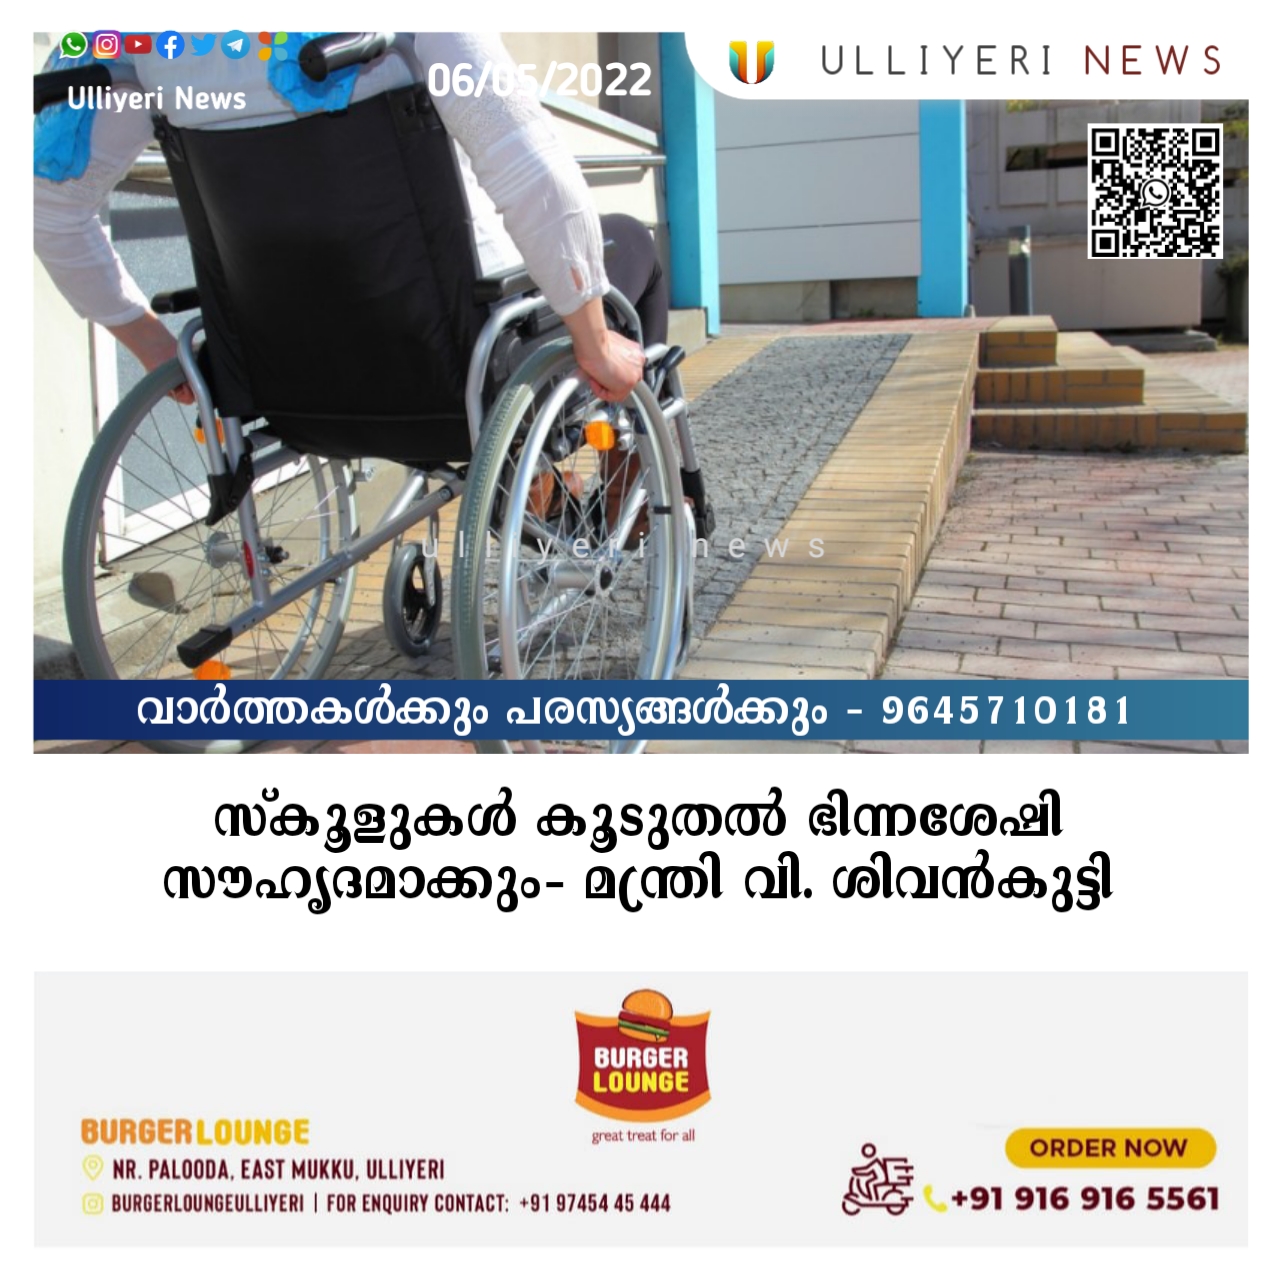 Ulliyeri News
06/05/2022
ULLIYERI NEWS
ulliyeri news
വാർത്തകൾക്കും പരസ്യങ്ങൾക്കും - 9645710181
സ്കൂളുകൾ കൂടുതൽ ഭിന്നശേഷി
സൗഹൃദമാക്കും- മന്ത്രി വി. ശിവൻകുട്ടി
BURGER
LOUNGE
great treat for all
BURGER LOUNGE
NR. PALOODA, EAST MUKKU, ULLIYERI
BURGERLOUNGEULLIYERI | FOR ENQUIRY CONTACT: +91 97454 45 444
ORDER NOW
+91 916 916 5561